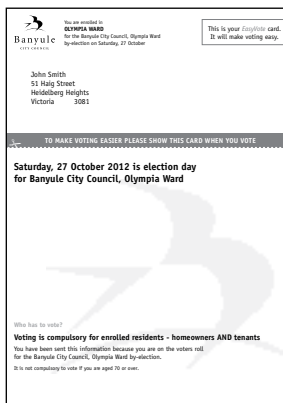 Banyule
CITY COUNCIL
You are enrolled in
OLYMPIA WARD
for the Banyule City Council, Olympia Ward
by-election on Saturday, 27 October
This is your EasyVote card.
It will make voting easy.
John Smith
51 Haig Street
Heidelberg Heights
Victoria 3081
TO MAKE VOTING EASIER PLEASE SHOW THIS CARD WHEN YOU VOTE
Saturday, 27 October 2012 is election day
for Banyule City Council, Olympia Ward
Who has to vote?
Voting is compulsory for enrolled residents - homeowners AND tenants
You have been sent this information because you are on the voters roll
for the Banyule City Council, Olympia Ward by-election.
It is not compulsory to vote if you are aged 70 or over.